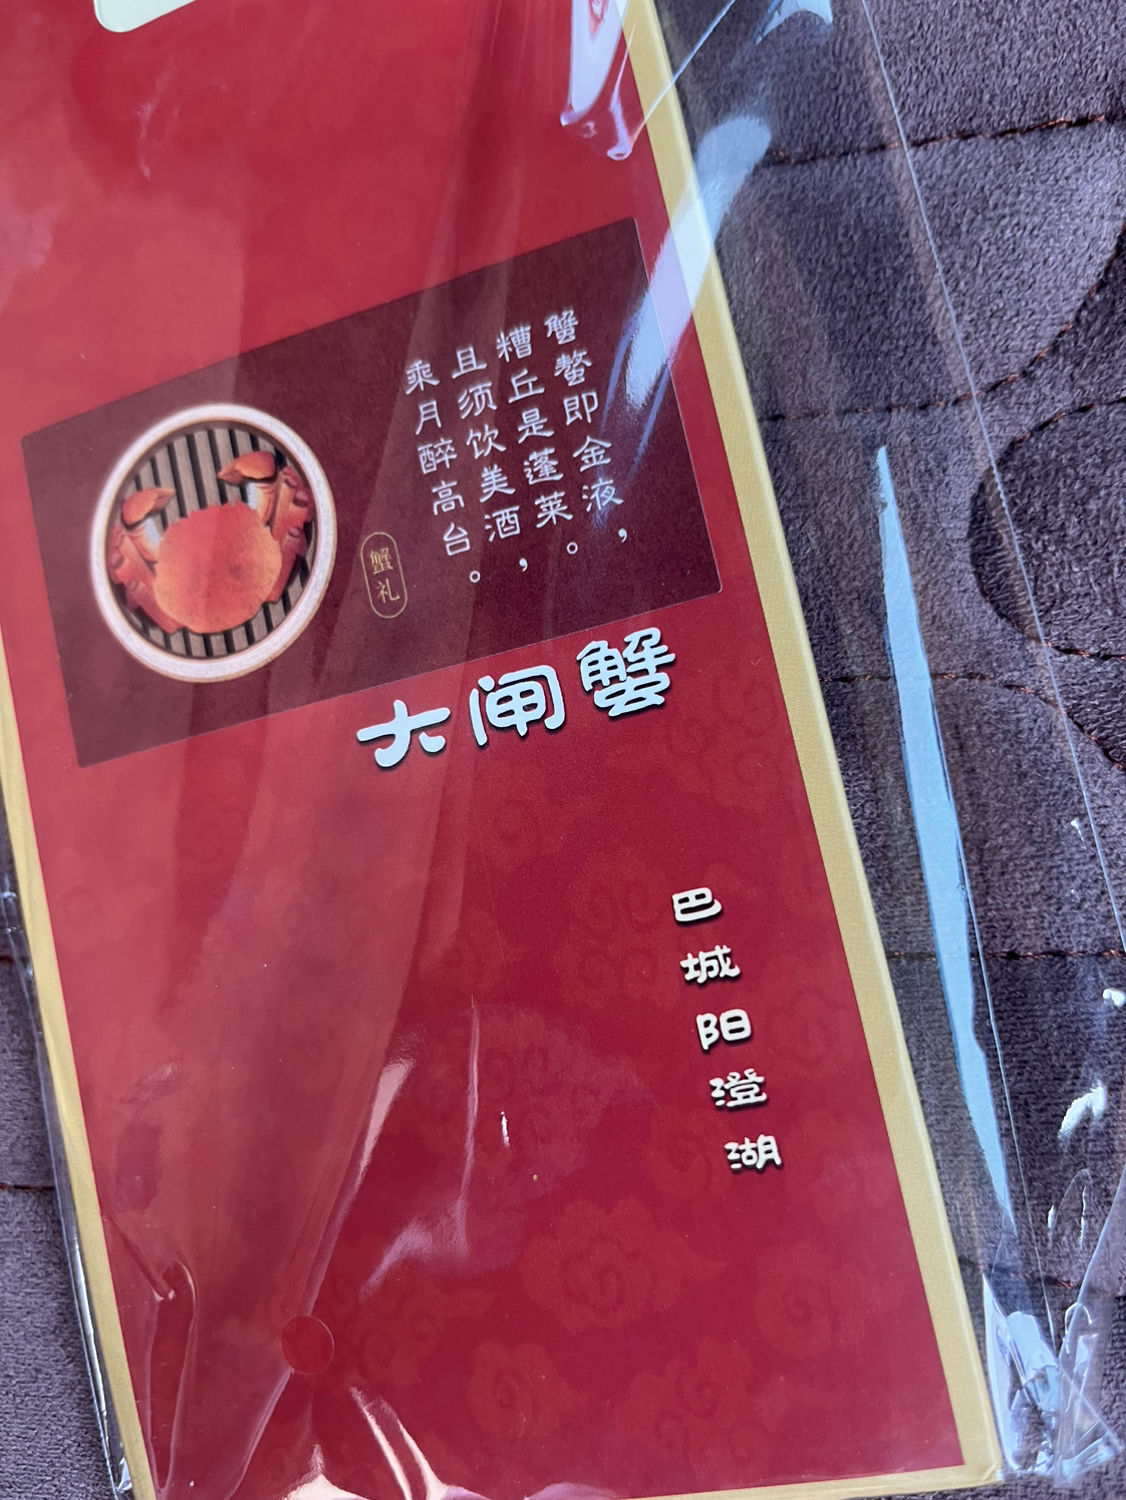 蟹螯即金液，
糟丘是蓬莱。
且须饮美酒，
乘月醉高台。
蟹礼
大闸蟹
巴城阳澄湖